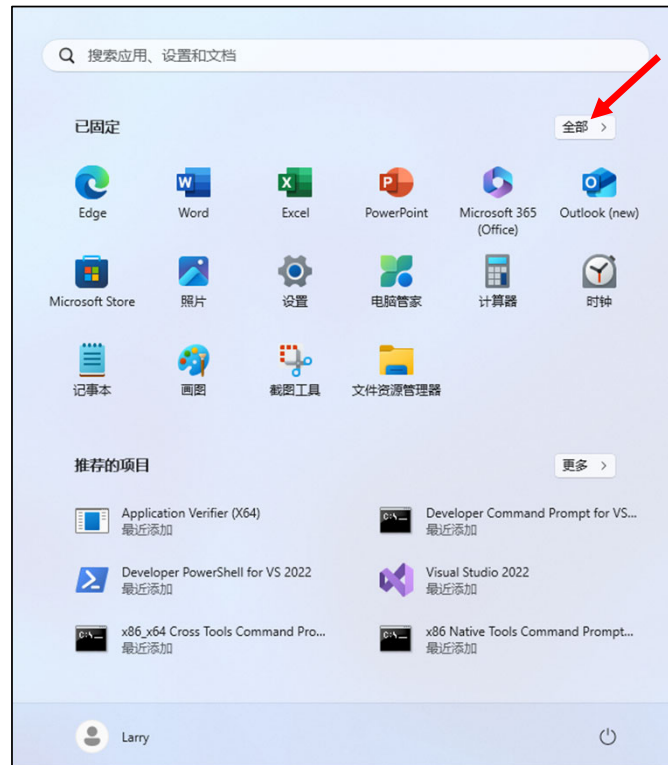 搜索应用、设置和文档
已固定
全部 >
Edge
Word
Excel
PowerPoint
Microsoft 365
(Office)
Outlook (new)
Microsoft Store
照片
设置
电脑管家
计算器
时钟
记事本
画图
截图工具
文件资源管理器
推荐的项目
更多 >
Application Verifier (X64)
最近添加
Developer Command Prompt for VS...
最近添加
Developer PowerShell for VS 2022
最近添加
Visual Studio 2022
最近添加
x86_x64 Cross Tools Command Pro...
最近添加
x86 Native Tools Command Prompt...
最近添加
Larry